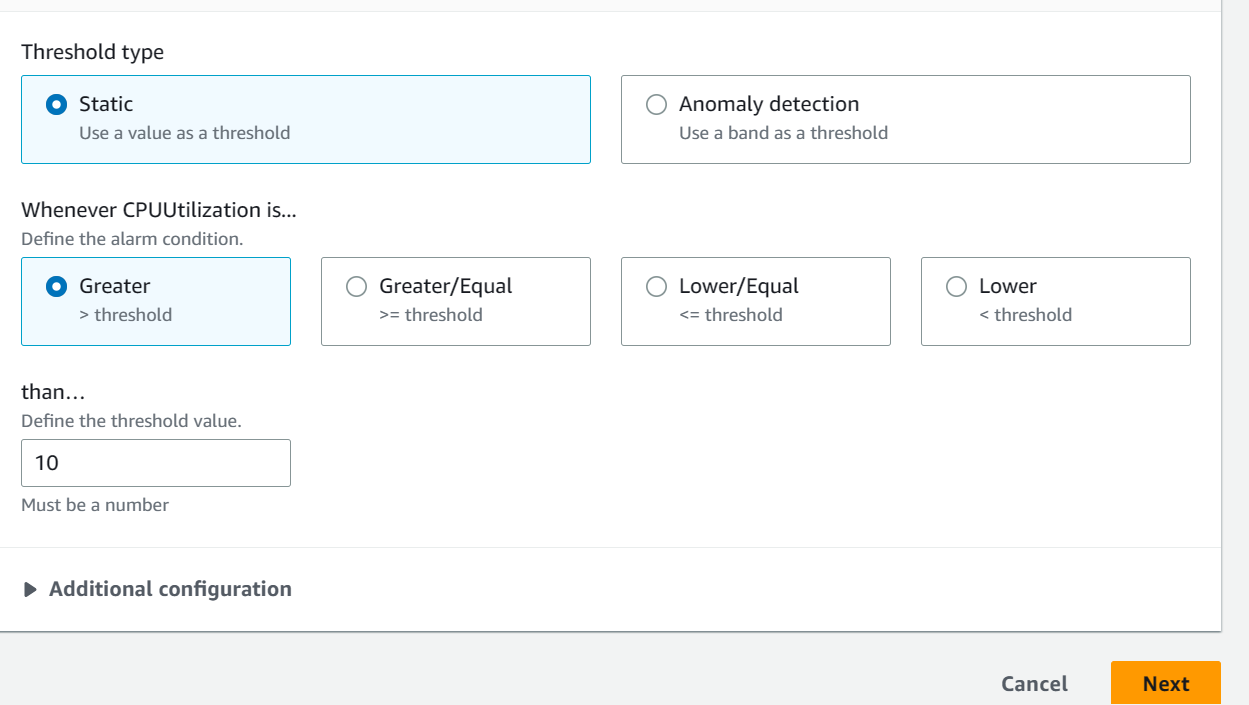 Threshold type
Static
Use a value as a threshold
Anomaly detection
Use a band as a threshold
Whenever CPUUtilization is...
Define the alarm condition.
Greater
> threshold
Greater/Equal
>= threshold
Lower/Equal
<= threshold
Lower
< threshold
than…
Define the threshold value.
10
Must be a number
Additional configuration
Cancel
Next